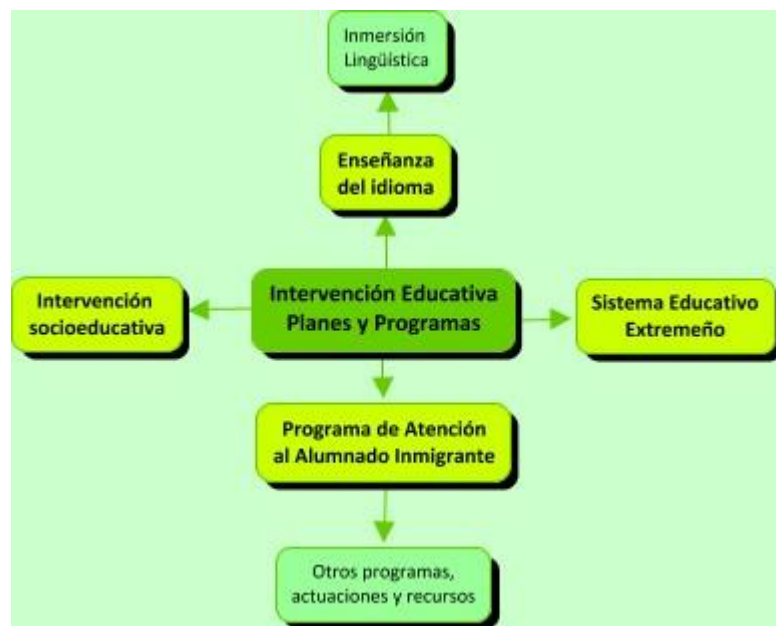 Inmersión
Lingüística
Enseñanza
del idioma
Intervención
socioeducativa
Intervención Educativa
Planes y Programas
Sistema Educativo
Extremeño
Programa de Atención
al Alumnado Inmigrante
Otros programas,
actuaciones y recursos